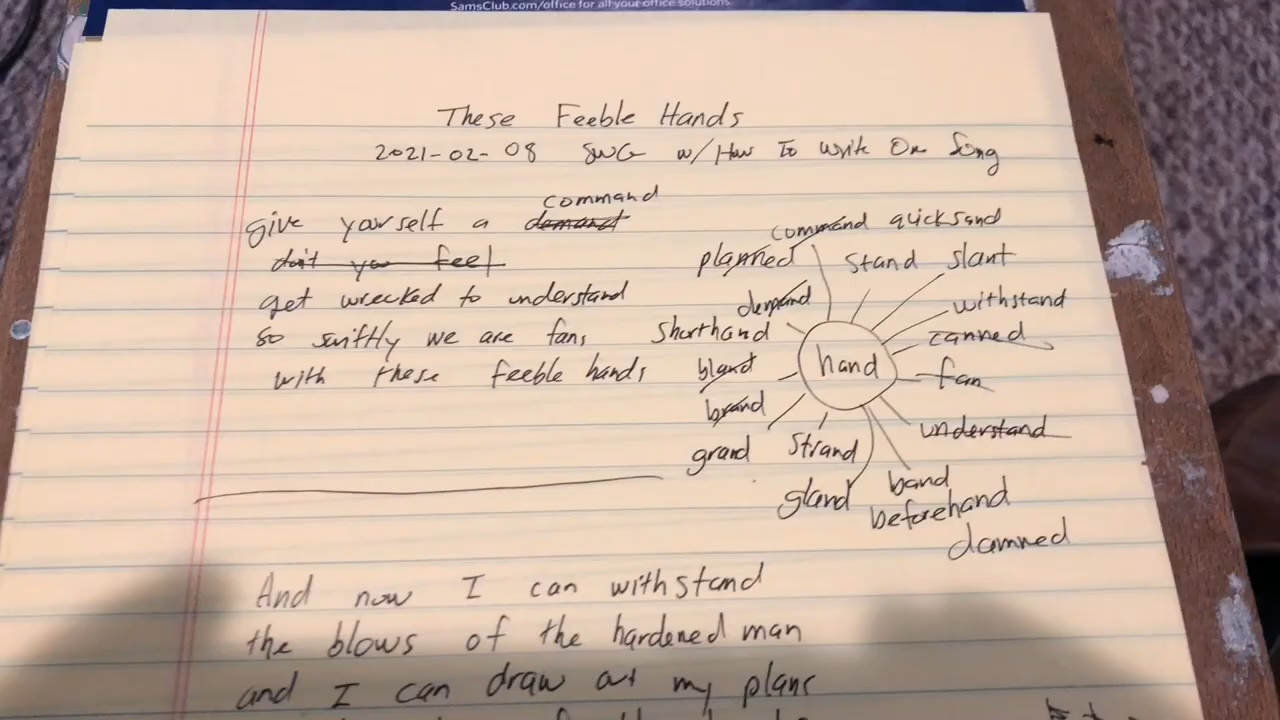 SamsClub.com/office for all your office solutions.
These Feeble Hands
2021-02-08 SWG w/ How To Write One Song
command
give yourself a demand
don't you feel
get wrecked to understand
so swiftly we are fans
with these feeble hands
command quicksand
planned stand slant
demand withstand
shorthand canned
bland hand fan
brand understand
grand strand
gland band
beforehand
damned
And now I can withstand
the blows of the hardened man
and I can draw out my plans